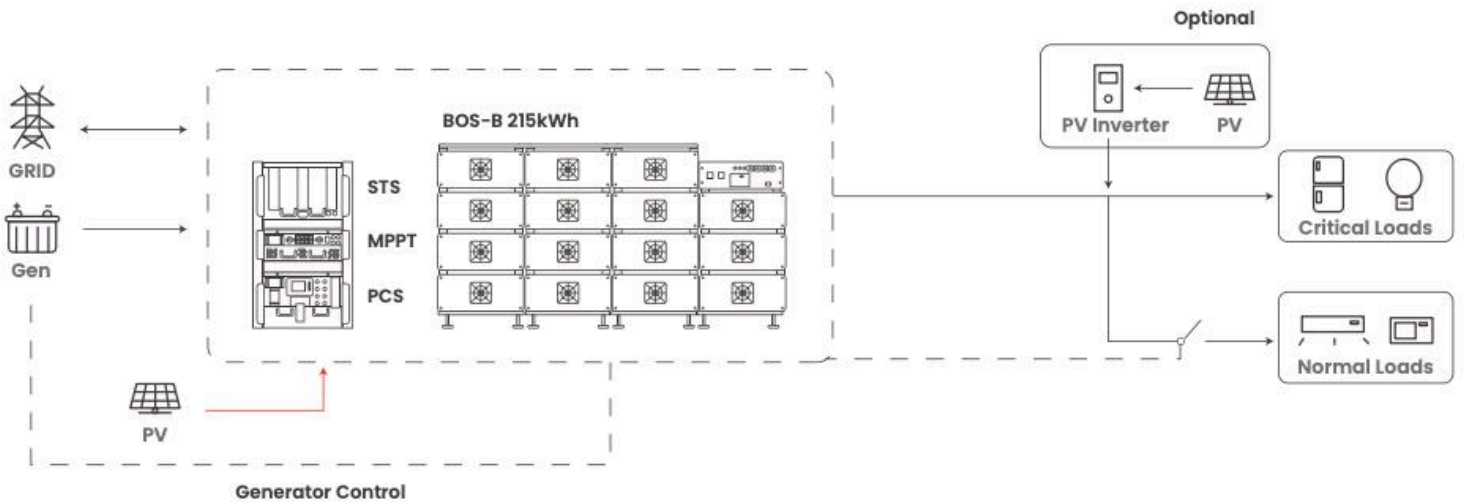 Optional
BOS-B 215kWh
PV Inverter
PV
GRID
STS
MPPT
Critical Loads
Gen
PCS
Normal Loads
PV
Generator Control